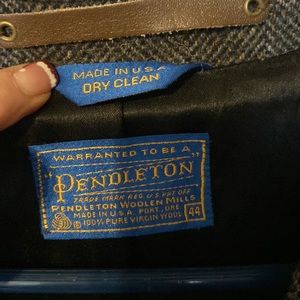 MADE IN U.S.A.
DRY CLEAN
"WARRANTED TO BE A"
PENDLETON
TRADE MARK REG. U.S. PAT. OFF.
PENDLETON WOOLEN MILLS
MADE IN U.S.A. PORT., ORE.
100% PURE VIRGIN WOOL
44